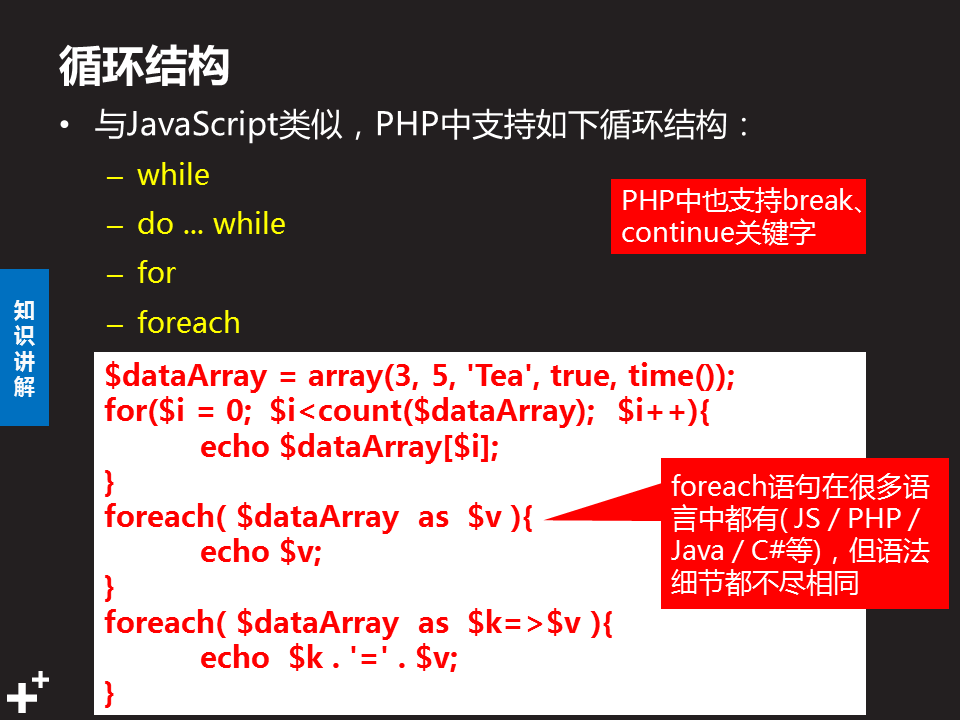 循环结构
• 与JavaScript类似，PHP中支持如下循环结构：
– while
– do ... while
– for
– foreach
PHP中也支持break、
continue关键字
知
识
讲
解
$dataArray = array(3, 5, 'Tea', true, time());
for($i = 0;  $i<count($dataArray);   $i++){
echo $dataArray[$i];
}
foreach( $dataArray  as  $v ){
echo $v;
}
foreach( $dataArray  as  $k=>$v ){
echo  $k . '=' . $v;
}
foreach语句在很多语
言中都有( JS / PHP /
Java / C#等)，但语法
细节都不尽相同